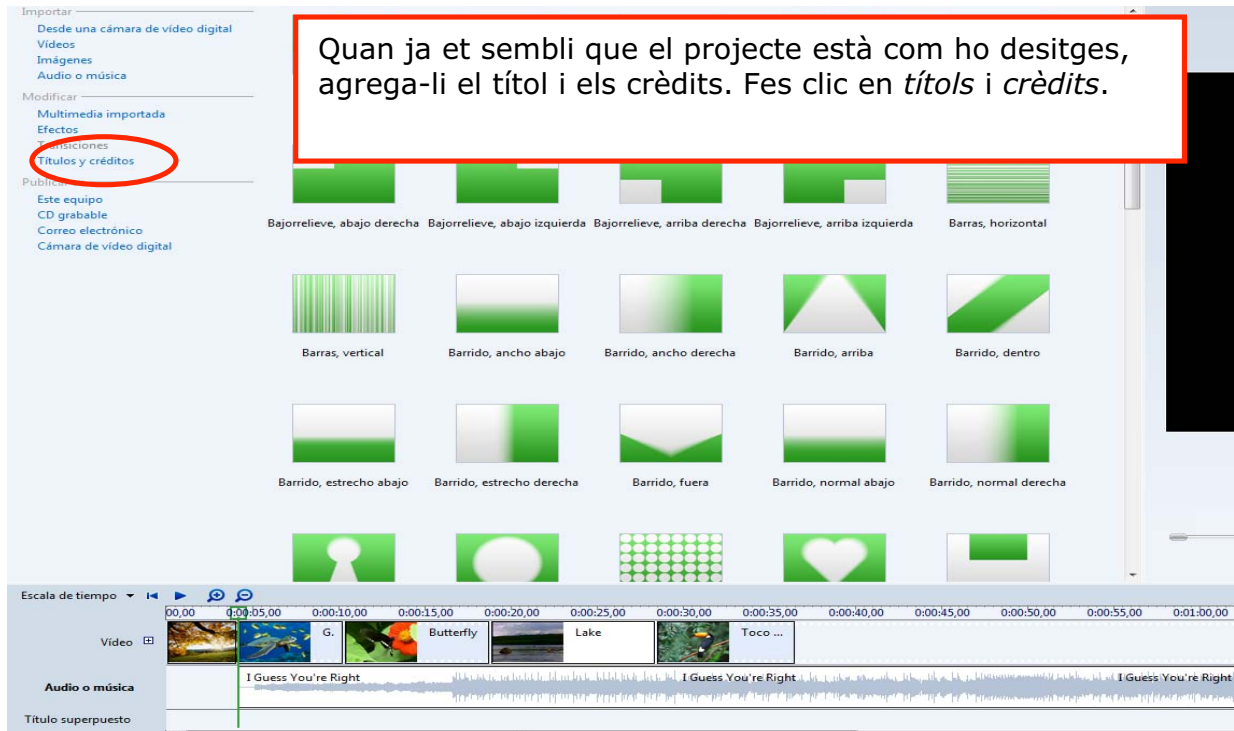 Importar
Desde una cámara de vídeo digital
Vídeos
Imágenes
Audio o música
Modificar
Multimedia importada
Efectos
Transiciones
Títulos y créditos
Este equipo
CD grabable
Correo electrónico
Cámara de vídeo digital
Quan ja et sembli que el projecte està com ho desitges,
agrega-li el títol i els crèdits. Fes clic en títols i crèdits.
Bajorrelieve, abajo derecha Bajorrelieve, abajo izquierda Bajorrelieve, arriba derecha Bajorrelieve, arriba izquierda Barras, horizontal
Barras, vertical Barrido, ancho abajo Barrido, ancho derecha Barrido, arriba Barrido, dentro
Barrido, estrecho abajo Barrido, estrecho derecha Barrido, fuera Barrido, normal abajo Barrido, normal derecha
Escala de tiempo
00,00 0:00:05,00 0:00:10,00 0:00:15,00 0:00:20,00 0:00:25,00 0:00:30,00 0:00:35,00 0:00:40,00 0:00:45,00 0:00:50,00 0:00:55,00 0:01:00,00
Vídeo G. Butterfly Lake Toco ...
Audio o música I Guess You're Right I Guess You're Right I Guess You're Right
Título superpuesto